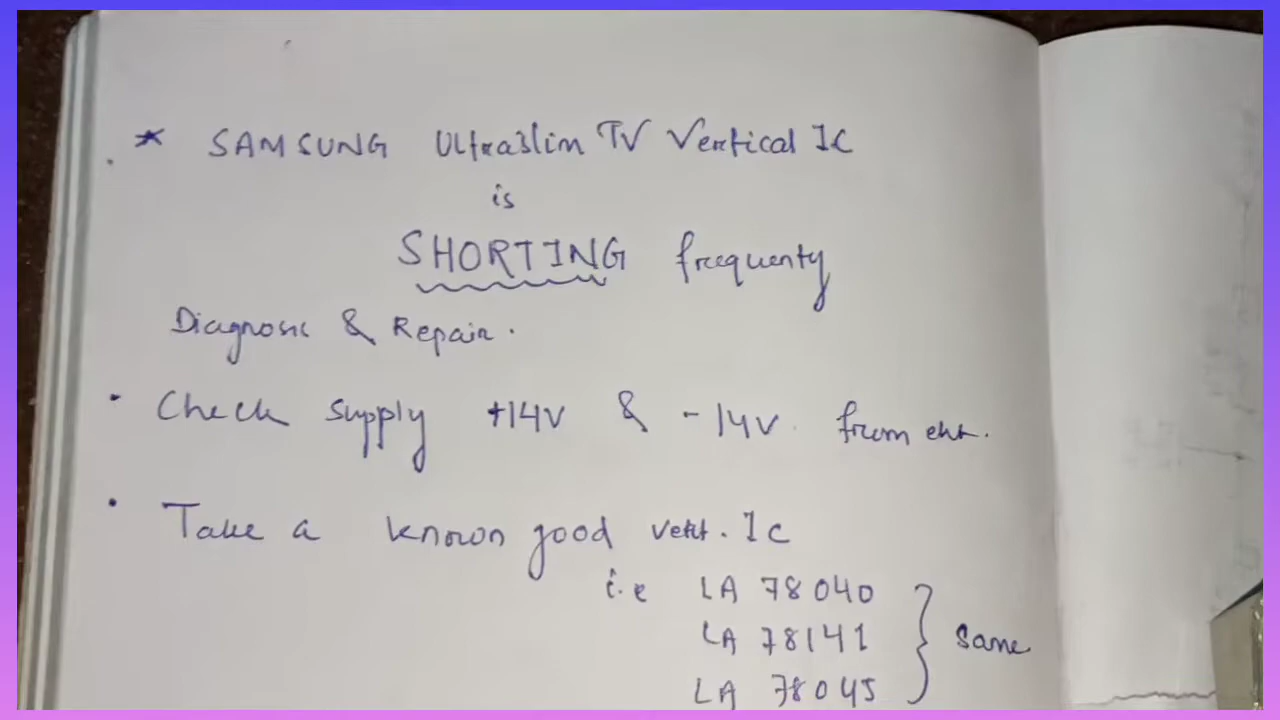 * SAMSUNG Ultraslim TV Vertical IC
is
SHORTING frequenty
Diagnosis & Repair.
• Check supply +14V & -14V from eht.
• Take a known good vert. Ic
i.e LA 78040
LA 78141
LA 78045
} Same